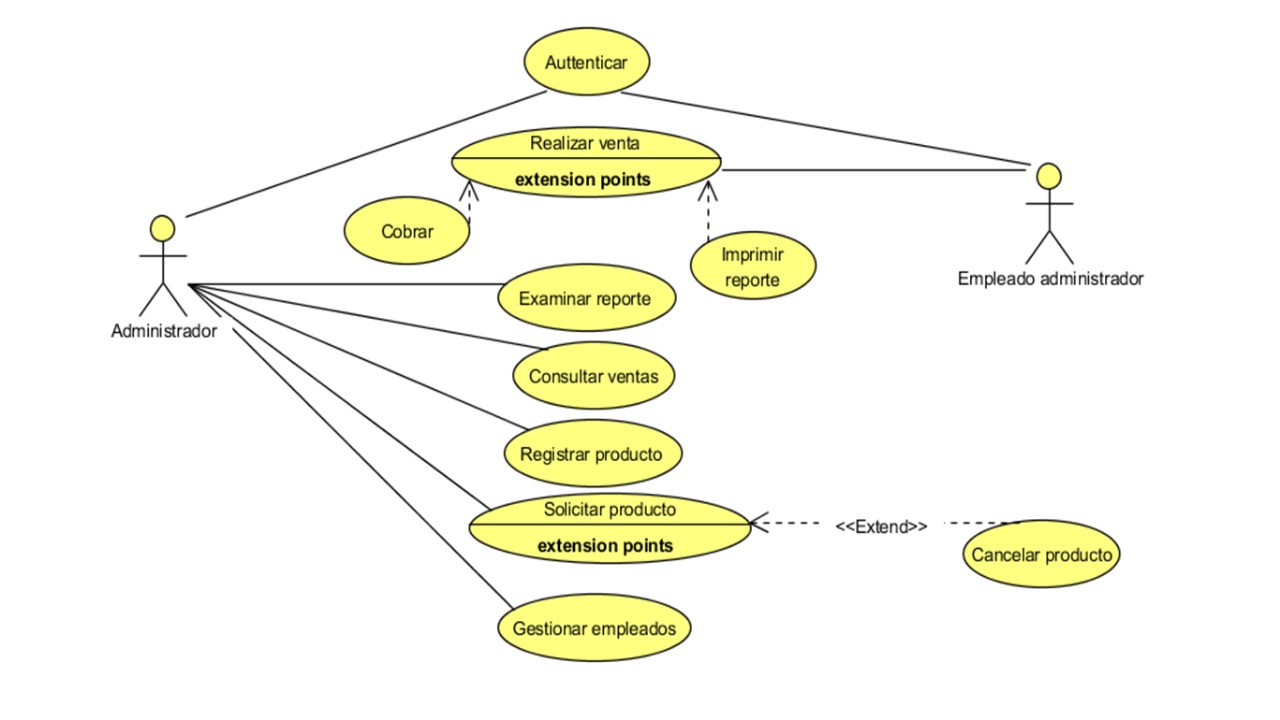 Auttenticar
Realizar venta
extension points
Cobrar
Imprimir
reporte
Empleado administrador
Examinar reporte
Administrador
Consultar ventas
Registrar producto
Solicitar producto
extension points
<<Extend>>
Cancelar producto
Gestionar empleados